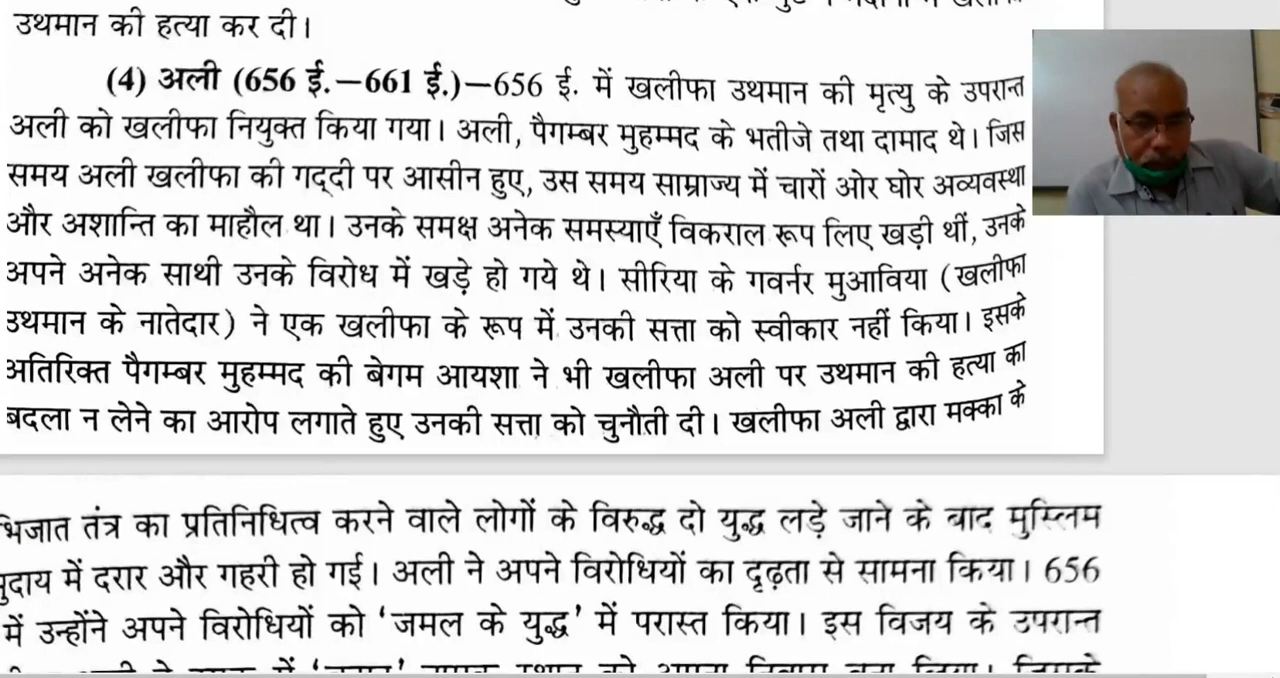 उथमान की हत्या कर दी।
(4) अली (656 ई.–661 ई.)–656 ई. में खलीफा उथमान की मृत्यु के उपरान्त
अली को खलीफा नियुक्त किया गया। अली, पैगम्बर मुहम्मद के भतीजे तथा दामाद थे। जिस
समय अली खलीफा की गद्दी पर आसीन हुए, उस समय साम्राज्य में चारों ओर घोर अव्यवस्था
और अशान्ति का माहौल था। उनके समक्ष अनेक समस्याएँ विकराल रूप लिए खड़ी थीं, उनके
अपने अनेक साथी उनके विरोध में खड़े हो गये थे। सीरिया के गवर्नर मुआविया (खलीफा
उथमान के नातेदार) ने एक खलीफा के रूप में उनकी सत्ता को स्वीकार नहीं किया। इसके
अतिरिक्त पैगम्बर मुहम्मद की बेगम आयशा ने भी खलीफा अली पर उथमान की हत्या का
बदला न लेने का आरोप लगाते हुए उनकी सत्ता को चुनौती दी। खलीफा अली द्वारा मक्का के
भिजात तंत्र का प्रतिनिधित्व करने वाले लोगों के विरुद्ध दो युद्ध लड़े जाने के बाद मुस्लिम
मुदाय में दरार और गहरी हो गई। अली ने अपने विरोधियों का दृढ़ता से सामना किया। 656
में उन्होंने अपने विरोधियों को 'जमल के युद्ध' में परास्त किया। इस विजय के उपरान्त